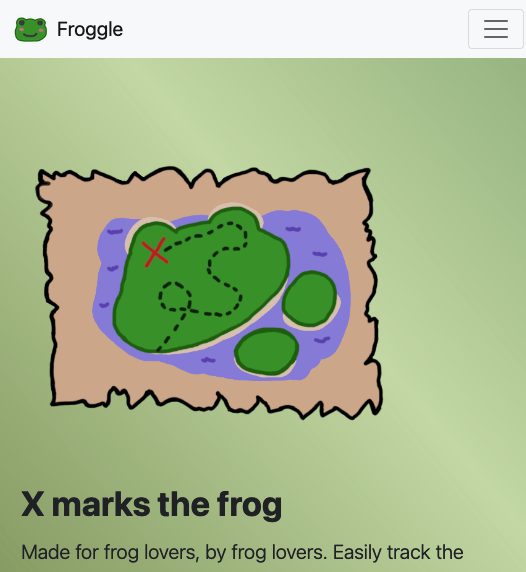 Froggle
X marks the frog
Made for frog lovers, by frog lovers. Easily track the